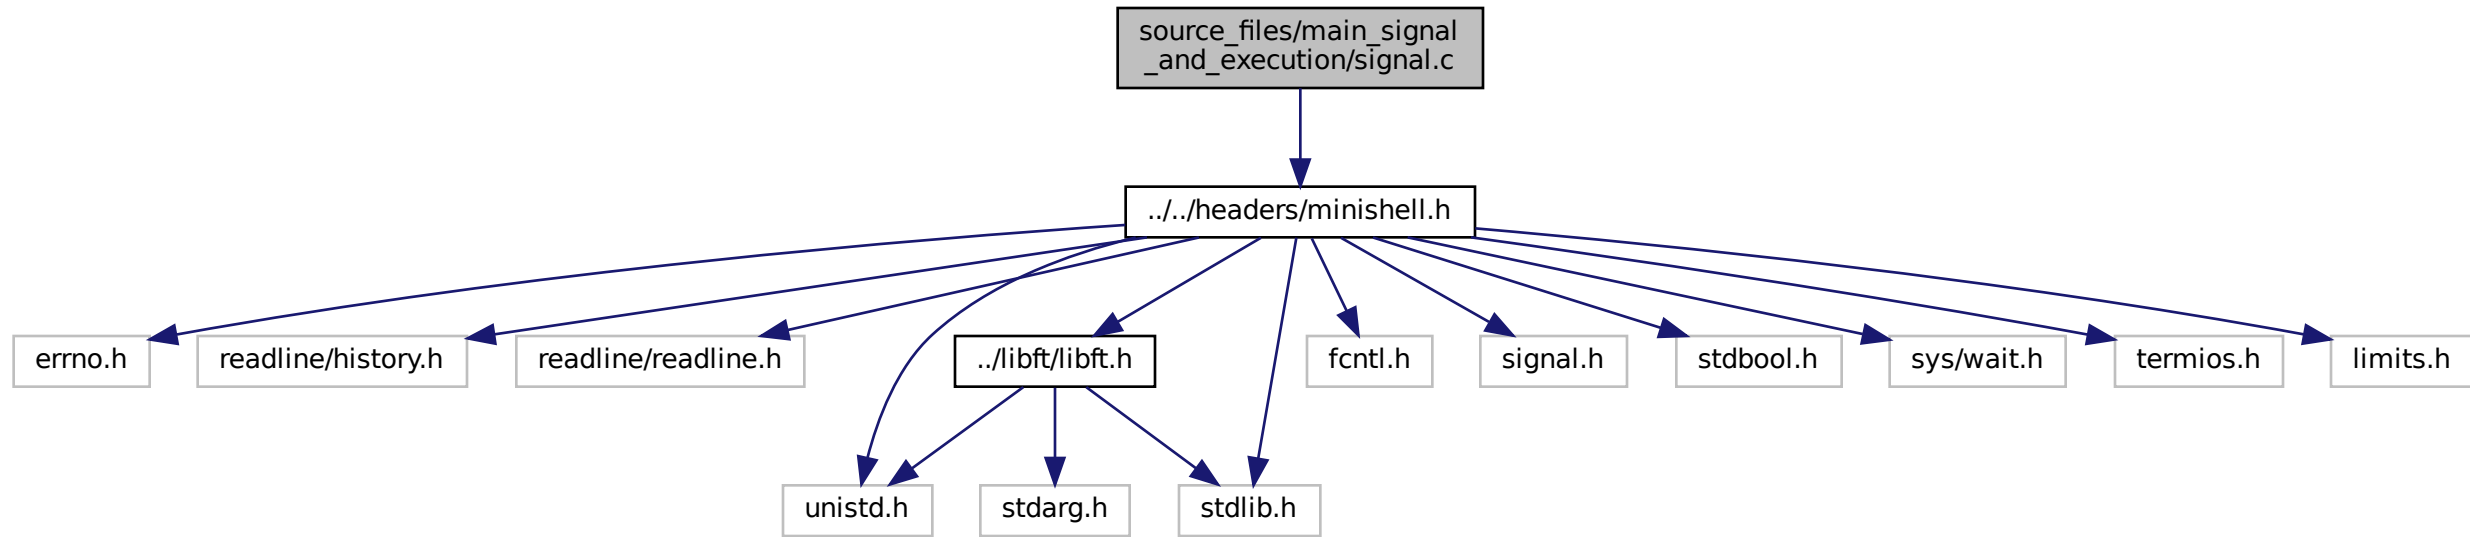 source_files/main_signal
_and_execution/signal.c
../../headers/minishell.h
errno.h
readline/history.h
readline/readline.h
../libft/libft.h
fcntl.h
signal.h
stdbool.h
sys/wait.h
termios.h
limits.h
unistd.h
stdarg.h
stdlib.h